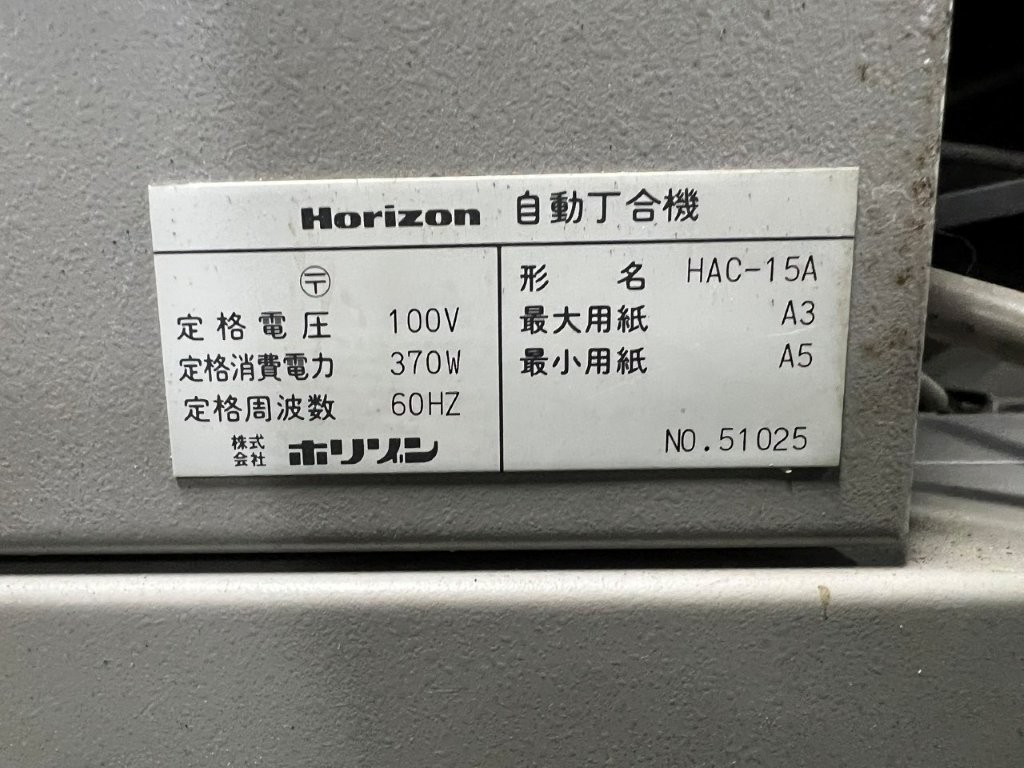 Horizon 自動丁合機
〶
定格電圧 100V
定格消費電力 370W
定格周波数 60HZ
株式会社 ホリゾン
形名 HAC-15A
最大用紙 A3
最小用紙 A5
NO.51025